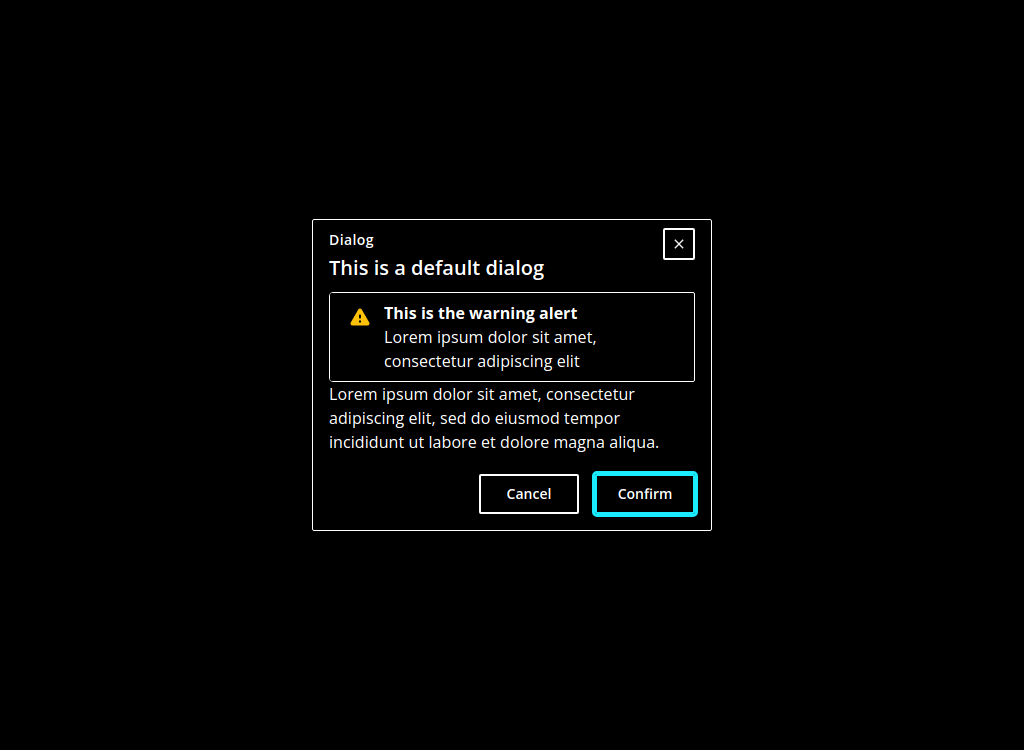 Dialog
This is a default dialog
This is the warning alert
Lorem ipsum dolor sit amet,
consectetur adipiscing elit
Lorem ipsum dolor sit amet, consectetur
adipiscing elit, sed do eiusmod tempor
incididunt ut labore et dolore magna aliqua.
Cancel
Confirm